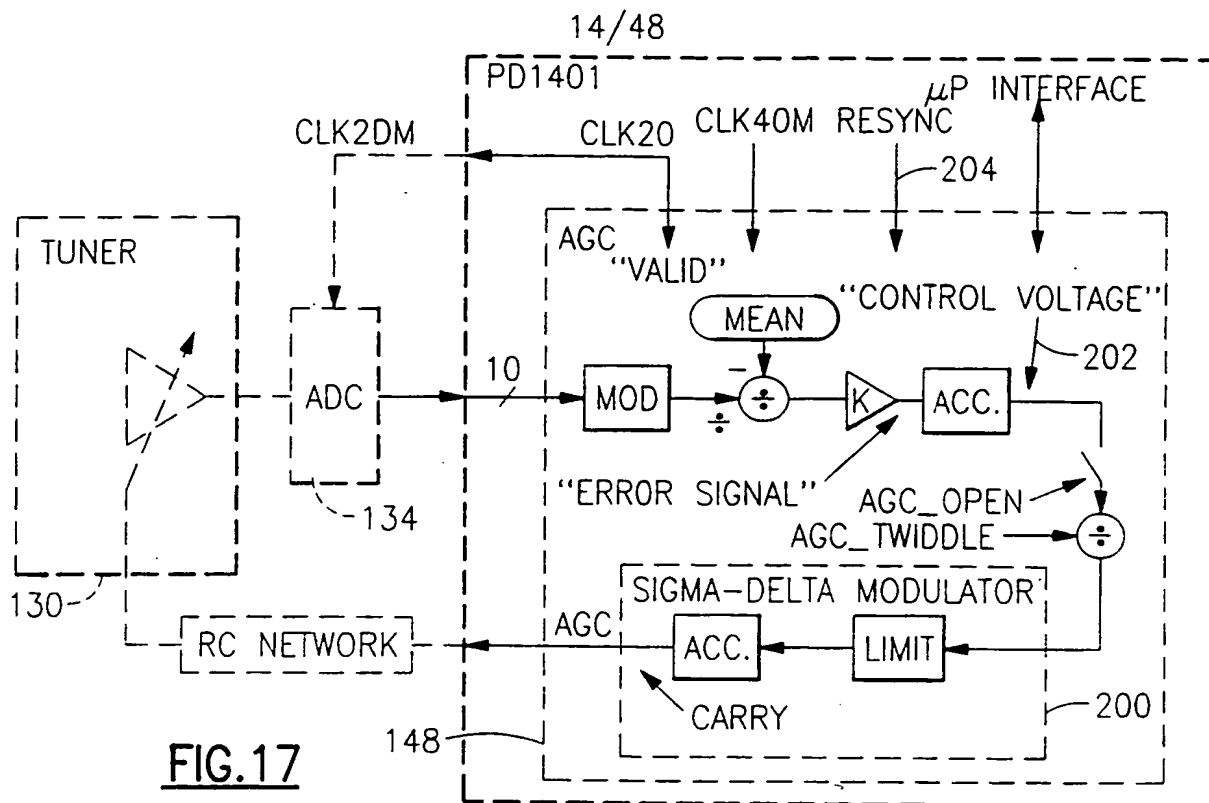 14/48
PD1401
μP INTERFACE
CLK2DM
CLK20
CLK40M RESYNC
204
TUNER
AGC
"VALID"
"CONTROL VOLTAGE"
MEAN
202
10
ADC
MOD
÷
−
÷
K
ACC.
134
"ERROR SIGNAL"
AGC_OPEN
AGC_TWIDDLE
÷
130
SIGMA-DELTA MODULATOR
RC NETWORK
AGC
ACC.
LIMIT
CARRY
200
148
FIG.17